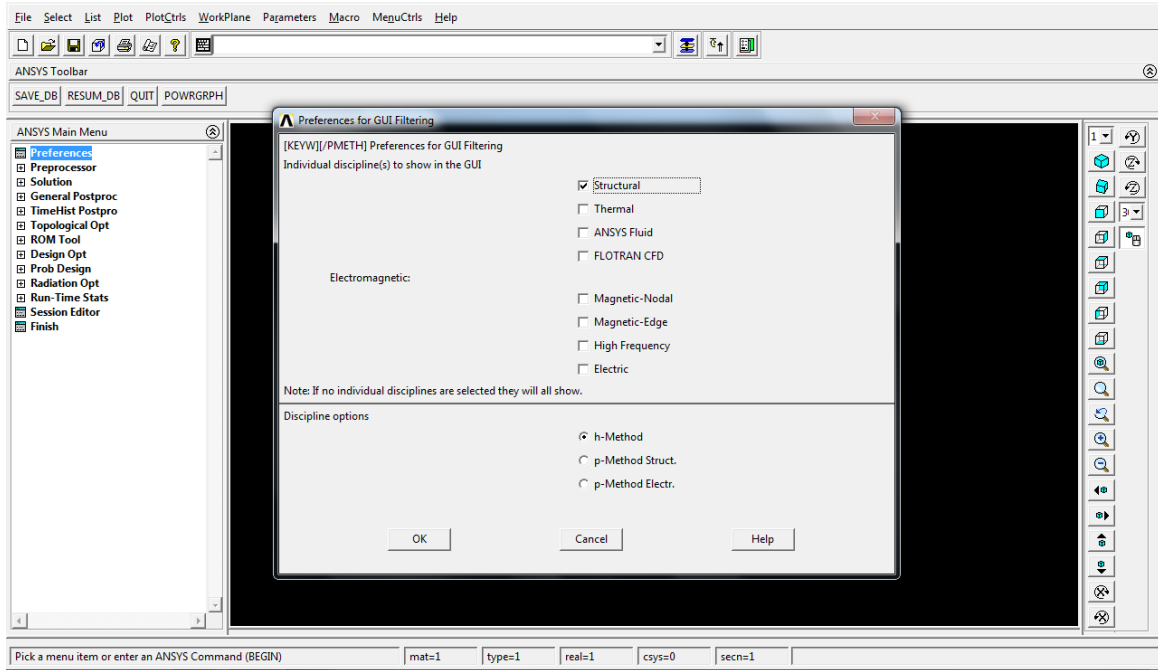 File Select List Plot PlotCtrls WorkPlane Parameters Macro MenuCtrls Help
ANSYS Toolbar
SAVE_DB RESUM_DB QUIT POWRGRPH
ANSYS Main Menu
Preferences
Preprocessor
Solution
General Postproc
TimeHist Postpro
Topological Opt
ROM Tool
Design Opt
Prob Design
Radiation Opt
Run-Time Stats
Session Editor
Finish
Preferences for GUI Filtering
[KEYW][/PMETH] Preferences for GUI Filtering
Individual discipline(s) to show in the GUI
Structural
Thermal
ANSYS Fluid
FLOTRAN CFD
Electromagnetic:
Magnetic-Nodal
Magnetic-Edge
High Frequency
Electric
Note: If no individual disciplines are selected they will all show.
Discipline options
h-Method
p-Method Struct.
p-Method Electr.
OK Cancel Help
1
Pick a menu item or enter an ANSYS Command (BEGIN) mat=1 type=1 real=1 csys=0 secn=1